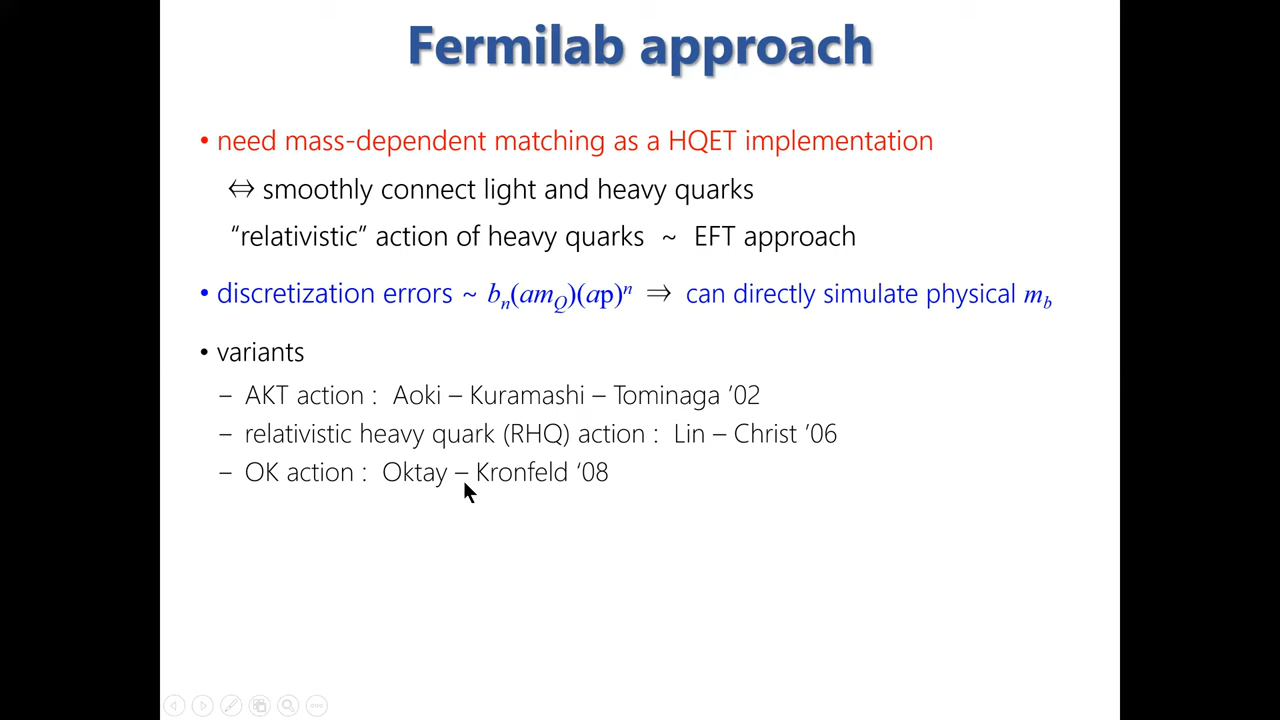 Fermilab approach
• need mass-dependent matching as a HQET implementation
⇔ smoothly connect light and heavy quarks
“relativistic” action of heavy quarks ~ EFT approach
• discretization errors ~ bₙ(am_Q)(ap)ⁿ ⇒ can directly simulate physical m_b
• variants
– AKT action : Aoki – Kuramashi – Tominaga ‘02
– relativistic heavy quark (RHQ) action : Lin – Christ ’06
– OK action : Oktay – Kronfeld ‘08